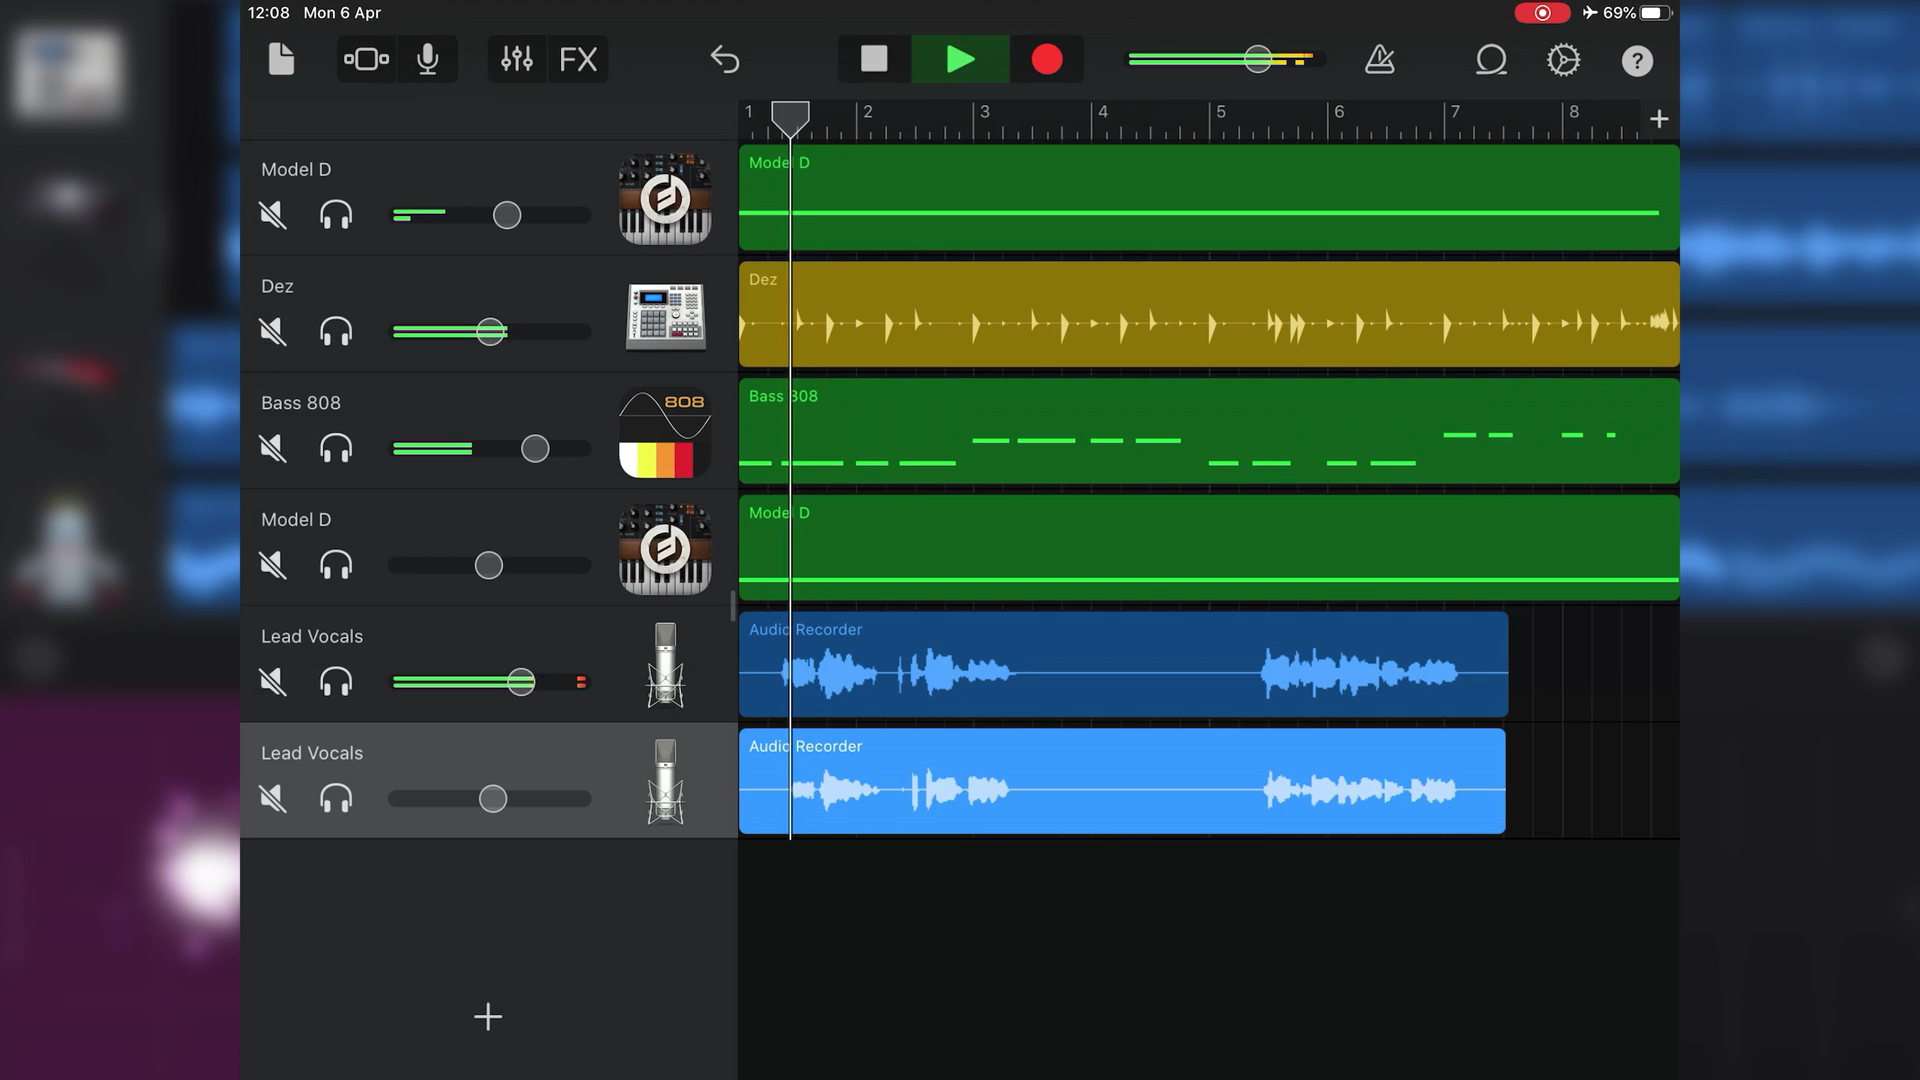 12:08 Mon 6 Apr
69%
FX
?
1 2 3 4 5 6 7 8
Model D
Model D
Dez
Dez
Bass 808
808
Bass 808
Model D
Model D
Lead Vocals
Audio Recorder
Lead Vocals
Audio Recorder